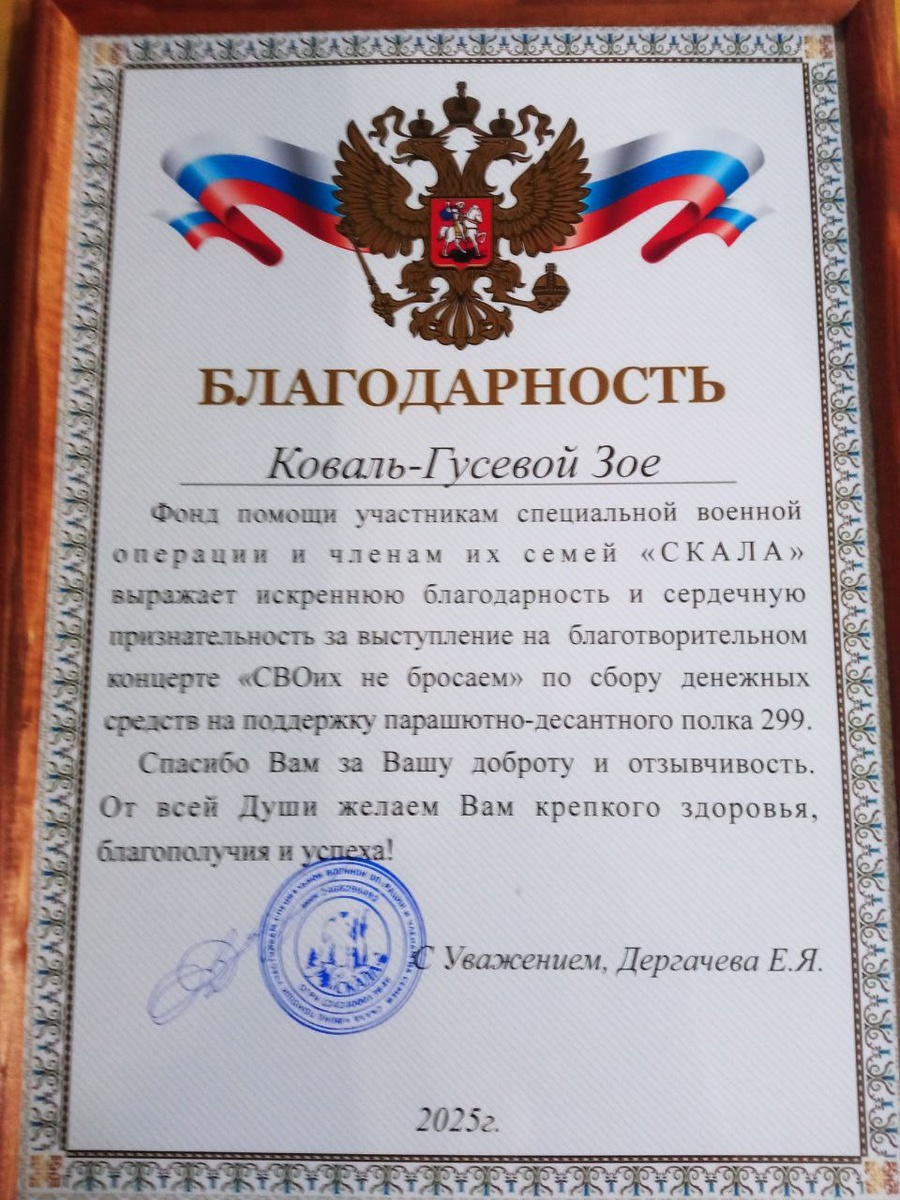 БЛАГОДАРНОСТЬ
Коваль-Гусевой Зое
Фонд помощи участникам специальной военной
операции и членам их семей «СКАЛА»
выражает искреннюю благодарность и сердечную
признательность за выступление на благотворительном
концерте «СВОих не бросаем» по сбору денежных
средств на поддержку парашютно-десантного полка 299.
Спасибо Вам за Вашу доброту и отзывчивость.
От всей Души желаем Вам крепкого здоровья,
благополучия и успеха!
СКАЛА
С Уважением, Дергачева Е.Я.
2025г.